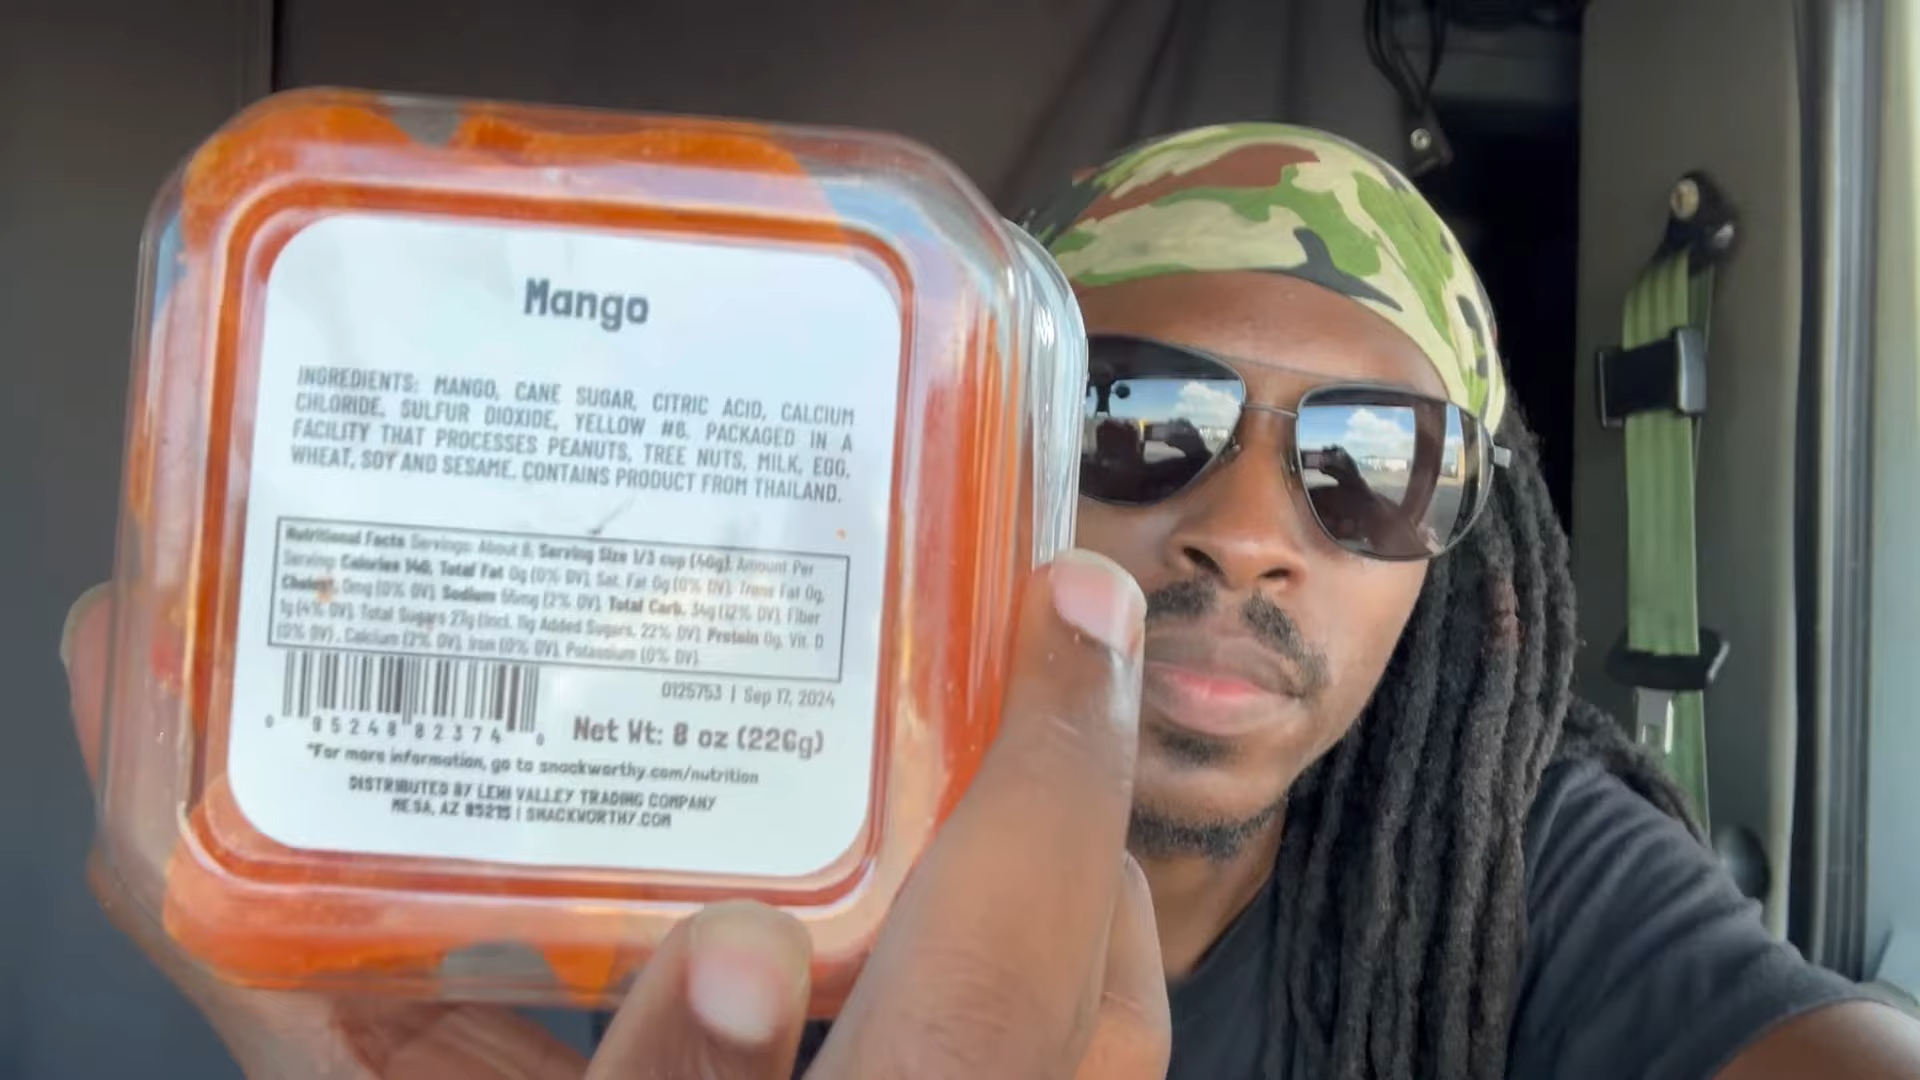 Mango
INGREDIENTS: MANGO, CANE SUGAR, CITRIC ACID, CALCIUM
CHLORIDE, SULFUR DIOXIDE, YELLOW #6. PACKAGED IN A
FACILITY THAT PROCESSES PEANUTS, TREE NUTS, MILK, EGG,
WHEAT, SOY AND SESAME. CONTAINS PRODUCT FROM THAILAND.
Nutritional Facts Servings: About 6, Serving Size 1/3 cup (40g), Amount Per
Serving: Calories 140, Total Fat 0g (0% DV), Sat. Fat 0g (0% DV), Trans Fat 0g,
Cholest. 0mg (0% DV), Sodium 55mg (2% DV), Total Carb. 34g (12% DV), Fiber
1g (4% DV), Total Sugars 27g (Incl. 11g Added Sugars, 22% DV), Protein 0g, Vit. D
(0% DV), Calcium (2% DV), Iron (0% DV), Potassium (0% DV).
0125753 | Sep 17, 2024
0 85248 82374 0
Net Wt: 8 oz (226g)
*For more information, go to snackworthy.com/nutrition
DISTRIBUTED BY LEHI VALLEY TRADING COMPANY
MESA, AZ 85215 | SNACKWORTHY.COM